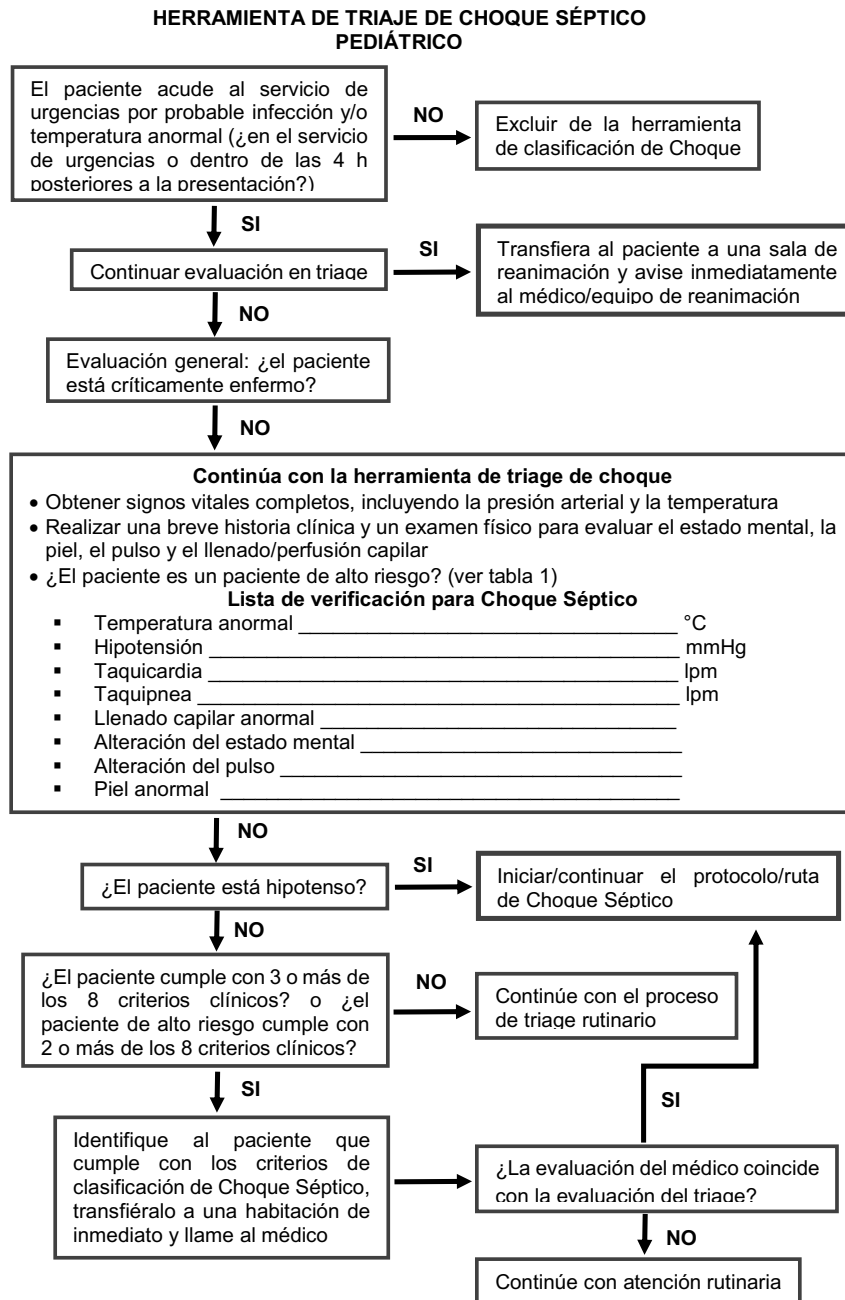 HERRAMIENTA DE TRIAJE DE CHOQUE SÉPTICO
PEDIÁTRICO
El paciente acude al servicio de
urgencias por probable infección y/o
temperatura anormal (¿en el servicio
de urgencias o dentro de las 4 h
posteriores a la presentación?)
NO
Excluir de la herramienta
de clasificación de Choque
SI
Continuar evaluación en triage
SI
Transfiera al paciente a una sala de
reanimación y avise inmediatamente
al médico/equipo de reanimación
NO
Evaluación general: ¿el paciente
está críticamente enfermo?
NO
Continúa con la herramienta de triage de choque
• Obtener signos vitales completos, incluyendo la presión arterial y la temperatura
• Realizar una breve historia clínica y un examen físico para evaluar el estado mental, la
piel, el pulso y el llenado/perfusión capilar
• ¿El paciente es un paciente de alto riesgo? (ver tabla 1)
Lista de verificación para Choque Séptico
▪ Temperatura anormal ____ °C
▪ Hipotensión ____ mmHg
▪ Taquicardia ____ lpm
▪ Taquipnea ____ lpm
▪ Llenado capilar anormal ____
▪ Alteración del estado mental ____
▪ Alteración del pulso ____
▪ Piel anormal ____
NO
¿El paciente está hipotenso?
SI
Iniciar/continuar el protocolo/ruta
de Choque Séptico
NO
¿El paciente cumple con 3 o más de
los 8 criterios clínicos? o ¿el
paciente de alto riesgo cumple con
2 o más de los 8 criterios clínicos?
NO
Continúe con el proceso
de triage rutinario
SI
Identifique al paciente que
cumple con los criterios de
clasificación de Choque Séptico,
transfiéralo a una habitación de
inmediato y llame al médico
SI
¿La evaluación del médico coincide
con la evaluación del triage?
NO
Continúe con atención rutinaria